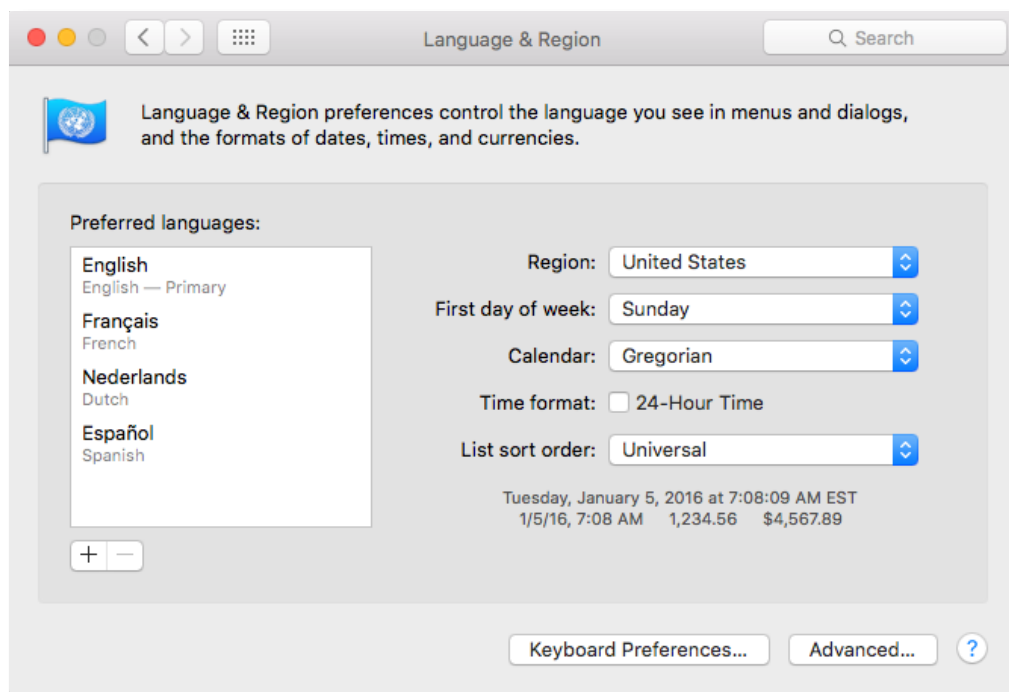 Language & Region
Search
Language & Region preferences control the language you see in menus and dialogs,
and the formats of dates, times, and currencies.
Preferred languages:
English
English — Primary
Français
French
Nederlands
Dutch
Español
Spanish
Region: United States
First day of week: Sunday
Calendar: Gregorian
Time format: 24-Hour Time
List sort order: Universal
Tuesday, January 5, 2016 at 7:08:09 AM EST
1/5/16, 7:08 AM 1,234.56 $4,567.89
+ −
Keyboard Preferences... Advanced... ?